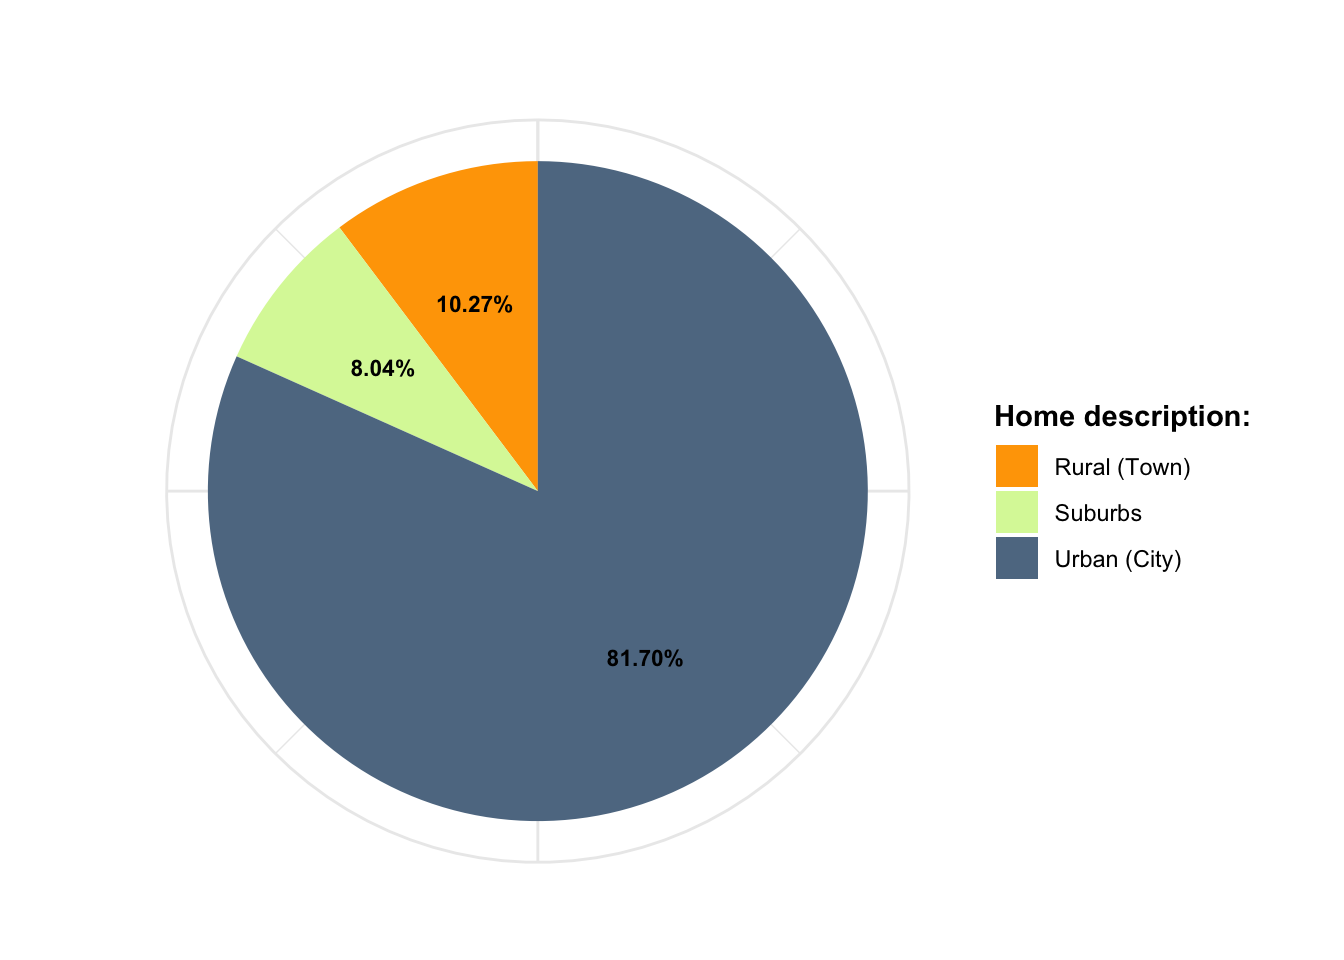 10.27%
8.04%
81.70%
Home description:
Rural (Town)
Suburbs
Urban (City)